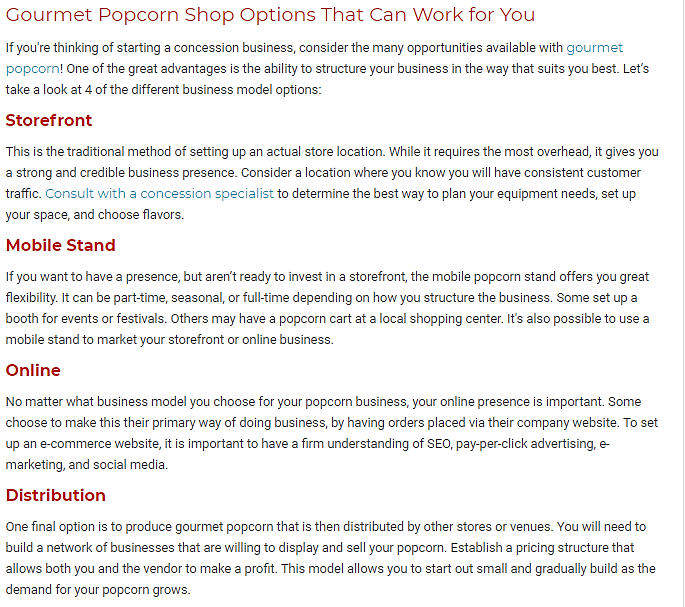 Gourmet Popcorn Shop Options That Can Work for You
If you're thinking of starting a concession business, consider the many opportunities available with gourmet
popcorn! One of the great advantages is the ability to structure your business in the way that suits you best. Let’s
take a look at 4 of the different business model options:
Storefront
This is the traditional method of setting up an actual store location. While it requires the most overhead, it gives you
a strong and credible business presence. Consider a location where you know you will have consistent customer
traffic. Consult with a concession specialist to determine the best way to plan your equipment needs, set up
your space, and choose flavors.
Mobile Stand
If you want to have a presence, but aren’t ready to invest in a storefront, the mobile popcorn stand offers you great
flexibility. It can be part-time, seasonal, or full-time depending on how you structure the business. Some set up a
booth for events or festivals. Others may have a popcorn cart at a local shopping center. It's also possible to use a
mobile stand to market your storefront or online business.
Online
No matter what business model you choose for your popcorn business, your online presence is important. Some
choose to make this their primary way of doing business, by having orders placed via their company website. To set
up an e-commerce website, it is important to have a firm understanding of SEO, pay-per-click advertising, e-
marketing, and social media.
Distribution
One final option is to produce gourmet popcorn that is then distributed by other stores or venues. You will need to
build a network of businesses that are willing to display and sell your popcorn. Establish a pricing structure that
allows both you and the vendor to make a profit. This model allows you to start out small and gradually build as the
demand for your popcorn grows.